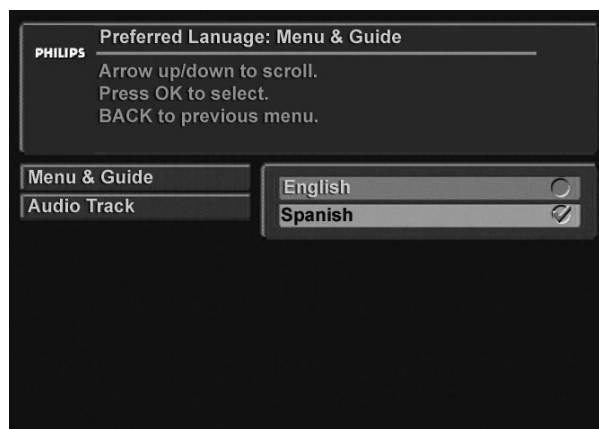 PHILIPS
Preferred Lanuage: Menu & Guide
Arrow up/down to scroll.
Press OK to select.
BACK to previous menu.
Menu & Guide
Audio Track
English
Spanish